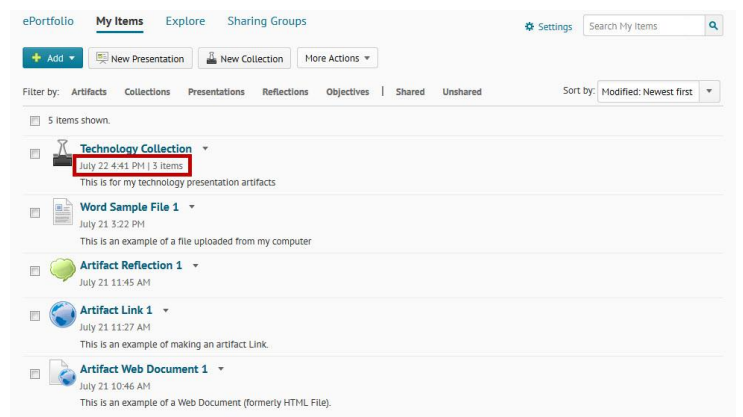 ePortfolio My Items Explore Sharing Groups
Settings Search My Items
Add New Presentation New Collection More Actions
Filter by: Artifacts Collections Presentations Reflections Objectives | Shared Unshared Sort by: Modified: Newest first
5 items shown.
Technology Collection
July 22 4:41 PM | 3 items
This is for my technology presentation artifacts
Word Sample File 1
July 21 3:22 PM
This is an example of a file uploaded from my computer
Artifact Reflection 1
July 21 11:45 AM
Artifact Link 1
July 21 11:27 AM
This is an example of making an artifact Link.
Artifact Web Document 1
July 21 10:46 AM
This is an example of a Web Document (formerly HTML File).